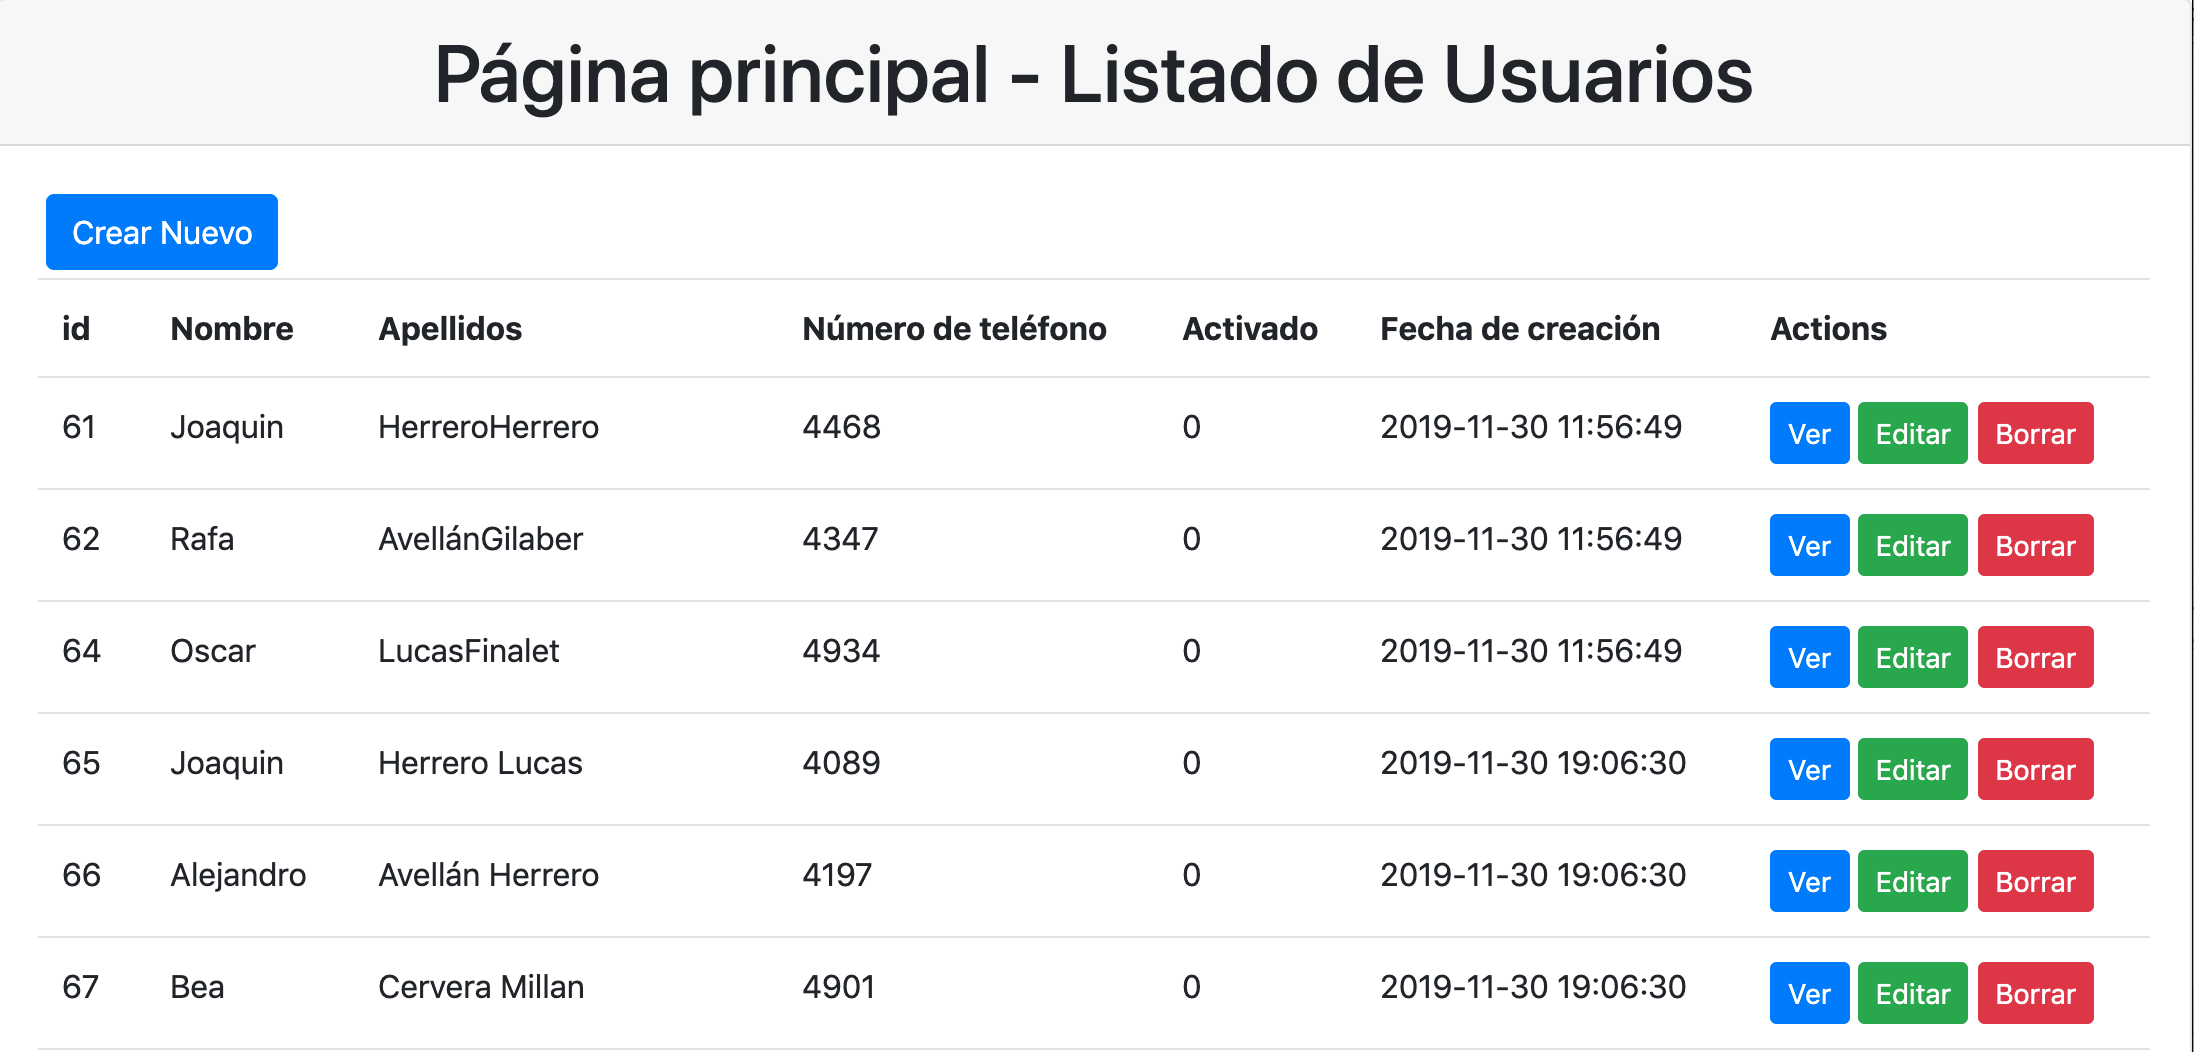 Página principal - Listado de Usuarios
Crear Nuevo
id Nombre Apellidos Número de teléfono Activado Fecha de creación Actions
61 Joaquin HerreroHerrero 4468 0 2019-11-30 11:56:49 Ver Editar Borrar
62 Rafa AvellánGilaber 4347 0 2019-11-30 11:56:49 Ver Editar Borrar
64 Oscar LucasFinalet 4934 0 2019-11-30 11:56:49 Ver Editar Borrar
65 Joaquin Herrero Lucas 4089 0 2019-11-30 19:06:30 Ver Editar Borrar
66 Alejandro Avellán Herrero 4197 0 2019-11-30 19:06:30 Ver Editar Borrar
67 Bea Cervera Millan 4901 0 2019-11-30 19:06:30 Ver Editar Borrar